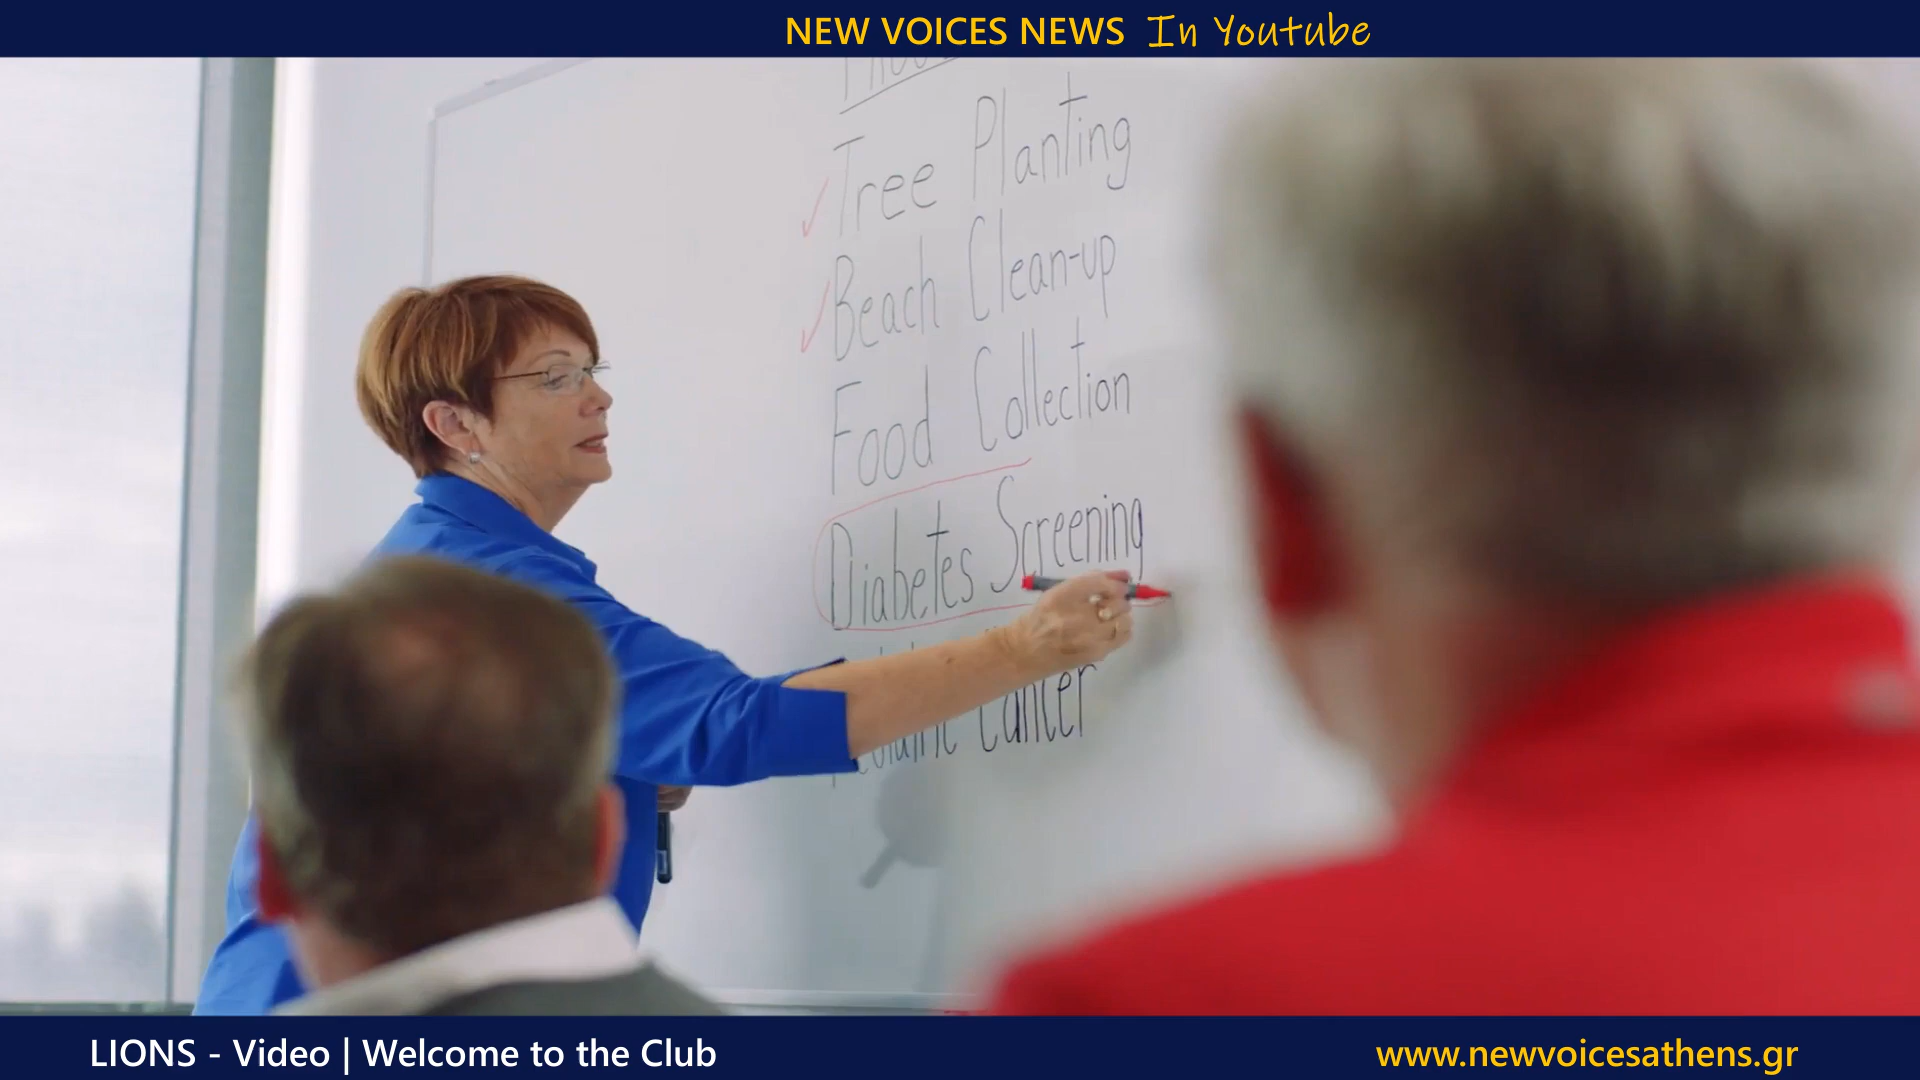 NEW VOICES NEWS In Youtube
Tree Planting
Beach Clean-up
Food Collection
Diabetes Screening
Cancer
LIONS - Video | Welcome to the Club
www.newvoicesathens.gr